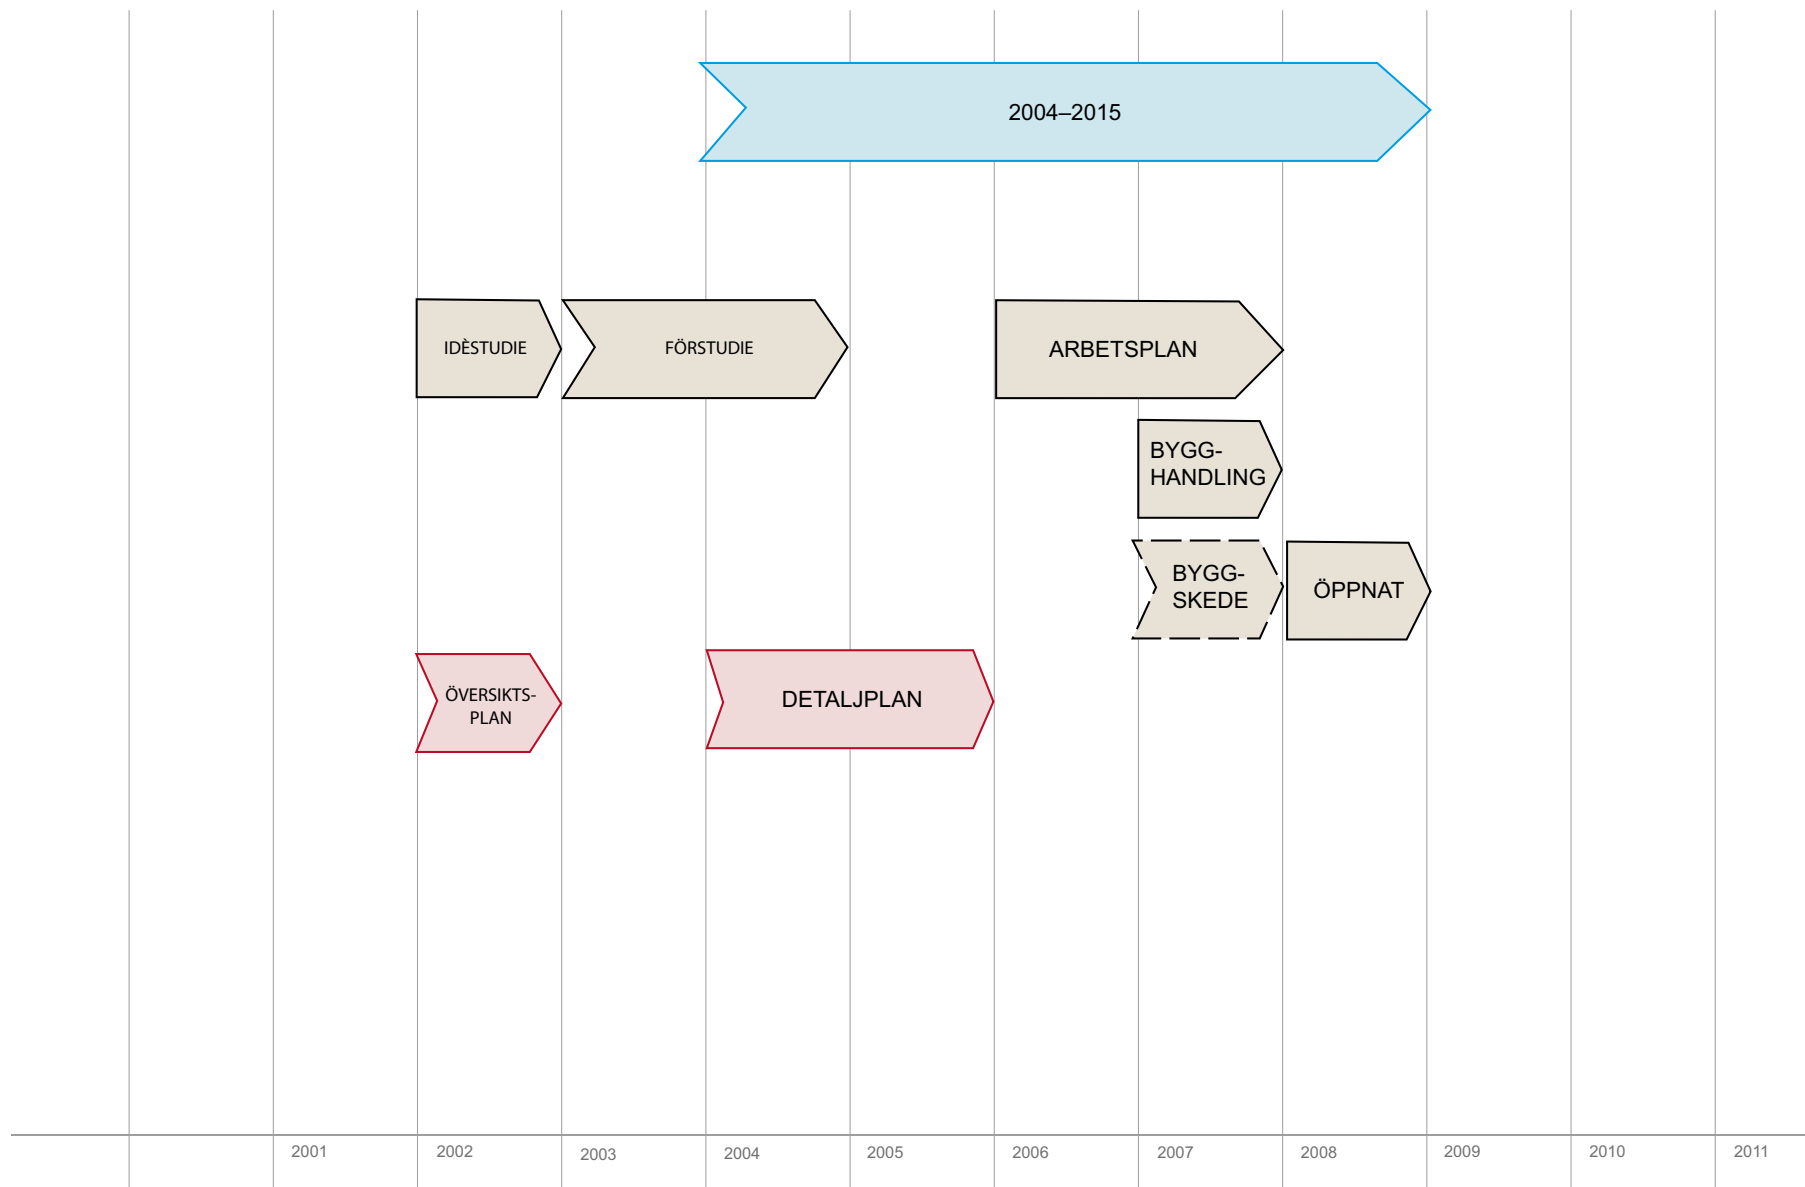 2004–2015
IDÈSTUDIE
FÖRSTUDIE
ARBETSPLAN
BYGG-
HANDLING
BYGG-
SKEDE
ÖPPNAT
ÖVERSIKTS-
PLAN
DETALJPLAN
2001
2002
2003
2004
2005
2006
2007
2008
2009
2010
2011